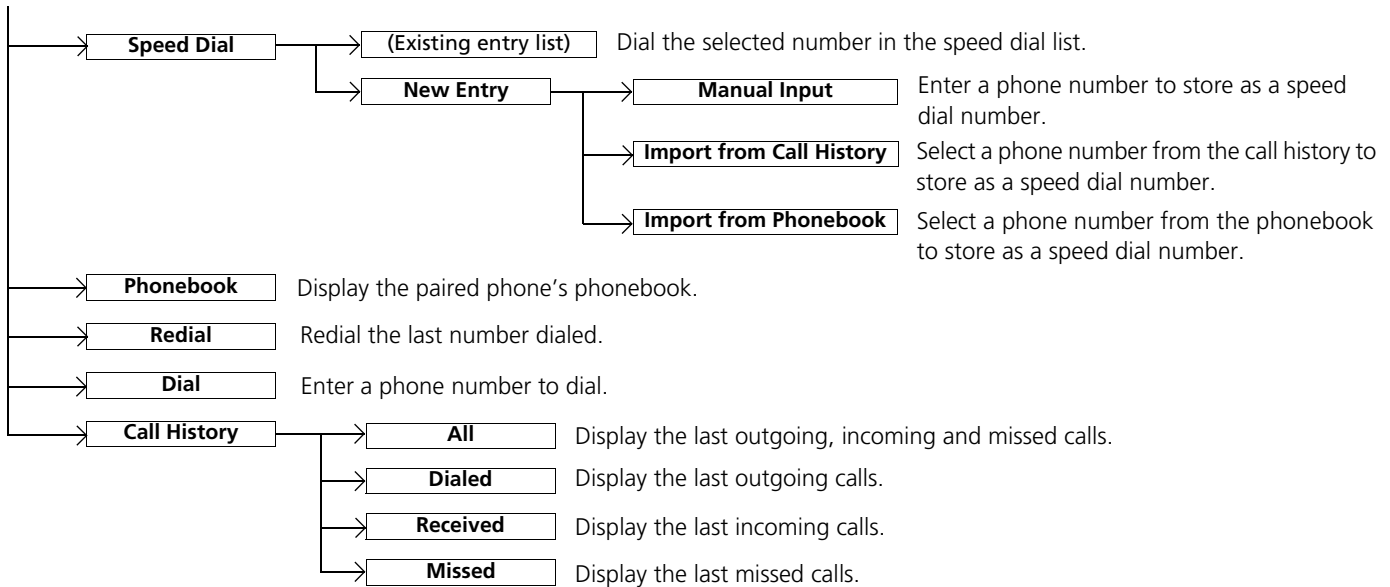 Speed Dial
(Existing entry list)
Dial the selected number in the speed dial list.
New Entry
Manual Input
Enter a phone number to store as a speed
dial number.
Import from Call History
Select a phone number from the call history to
store as a speed dial number.
Import from Phonebook
Select a phone number from the phonebook
to store as a speed dial number.
Phonebook
Display the paired phone’s phonebook.
Redial
Redial the last number dialed.
Dial
Enter a phone number to dial.
Call History
All
Display the last outgoing, incoming and missed calls.
Dialed
Display the last outgoing calls.
Received
Display the last incoming calls.
Missed
Display the last missed calls.